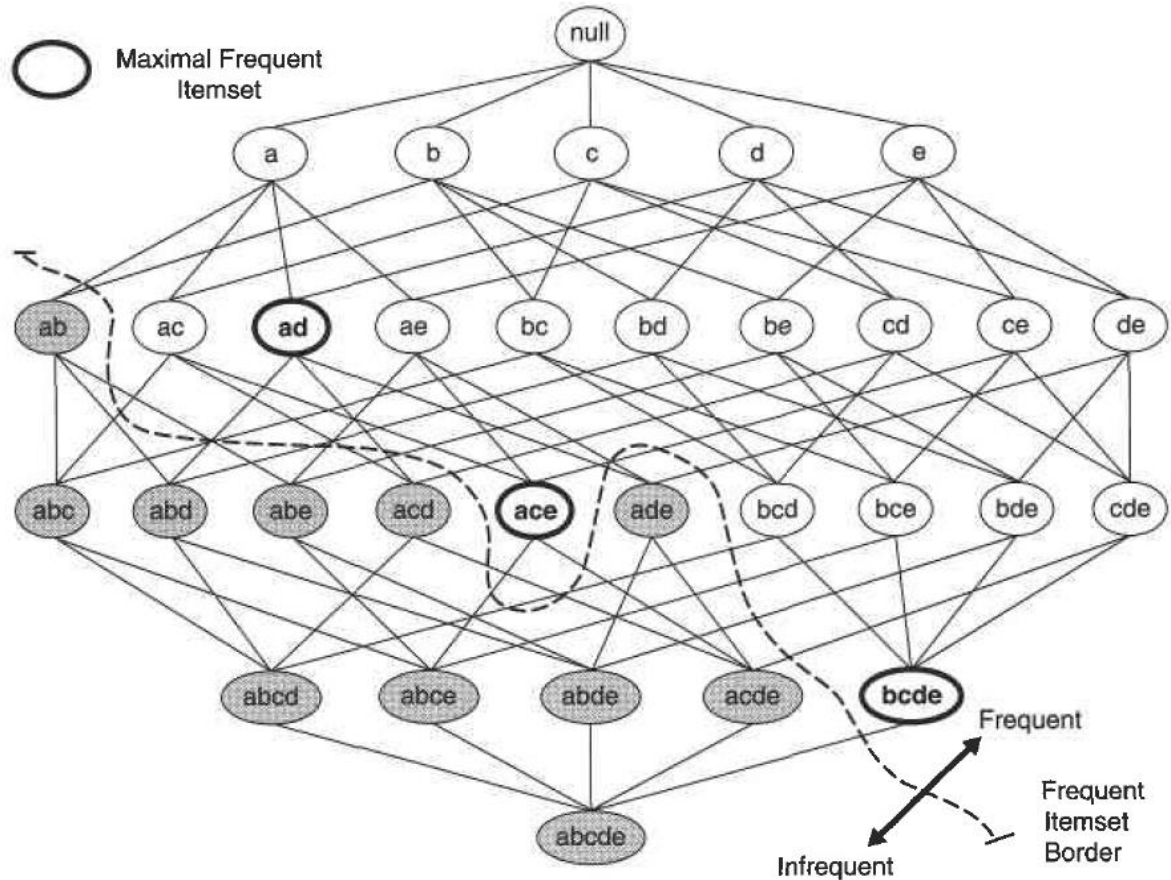 null
Maximal Frequent
Itemset
a b c d e
ab ac ad ae bc bd be cd ce de
abc abd abe acd ace ade bcd bce bde cde
abcd abce abde acde bcde
Frequent
abcde
Infrequent
Frequent
Itemset
Border